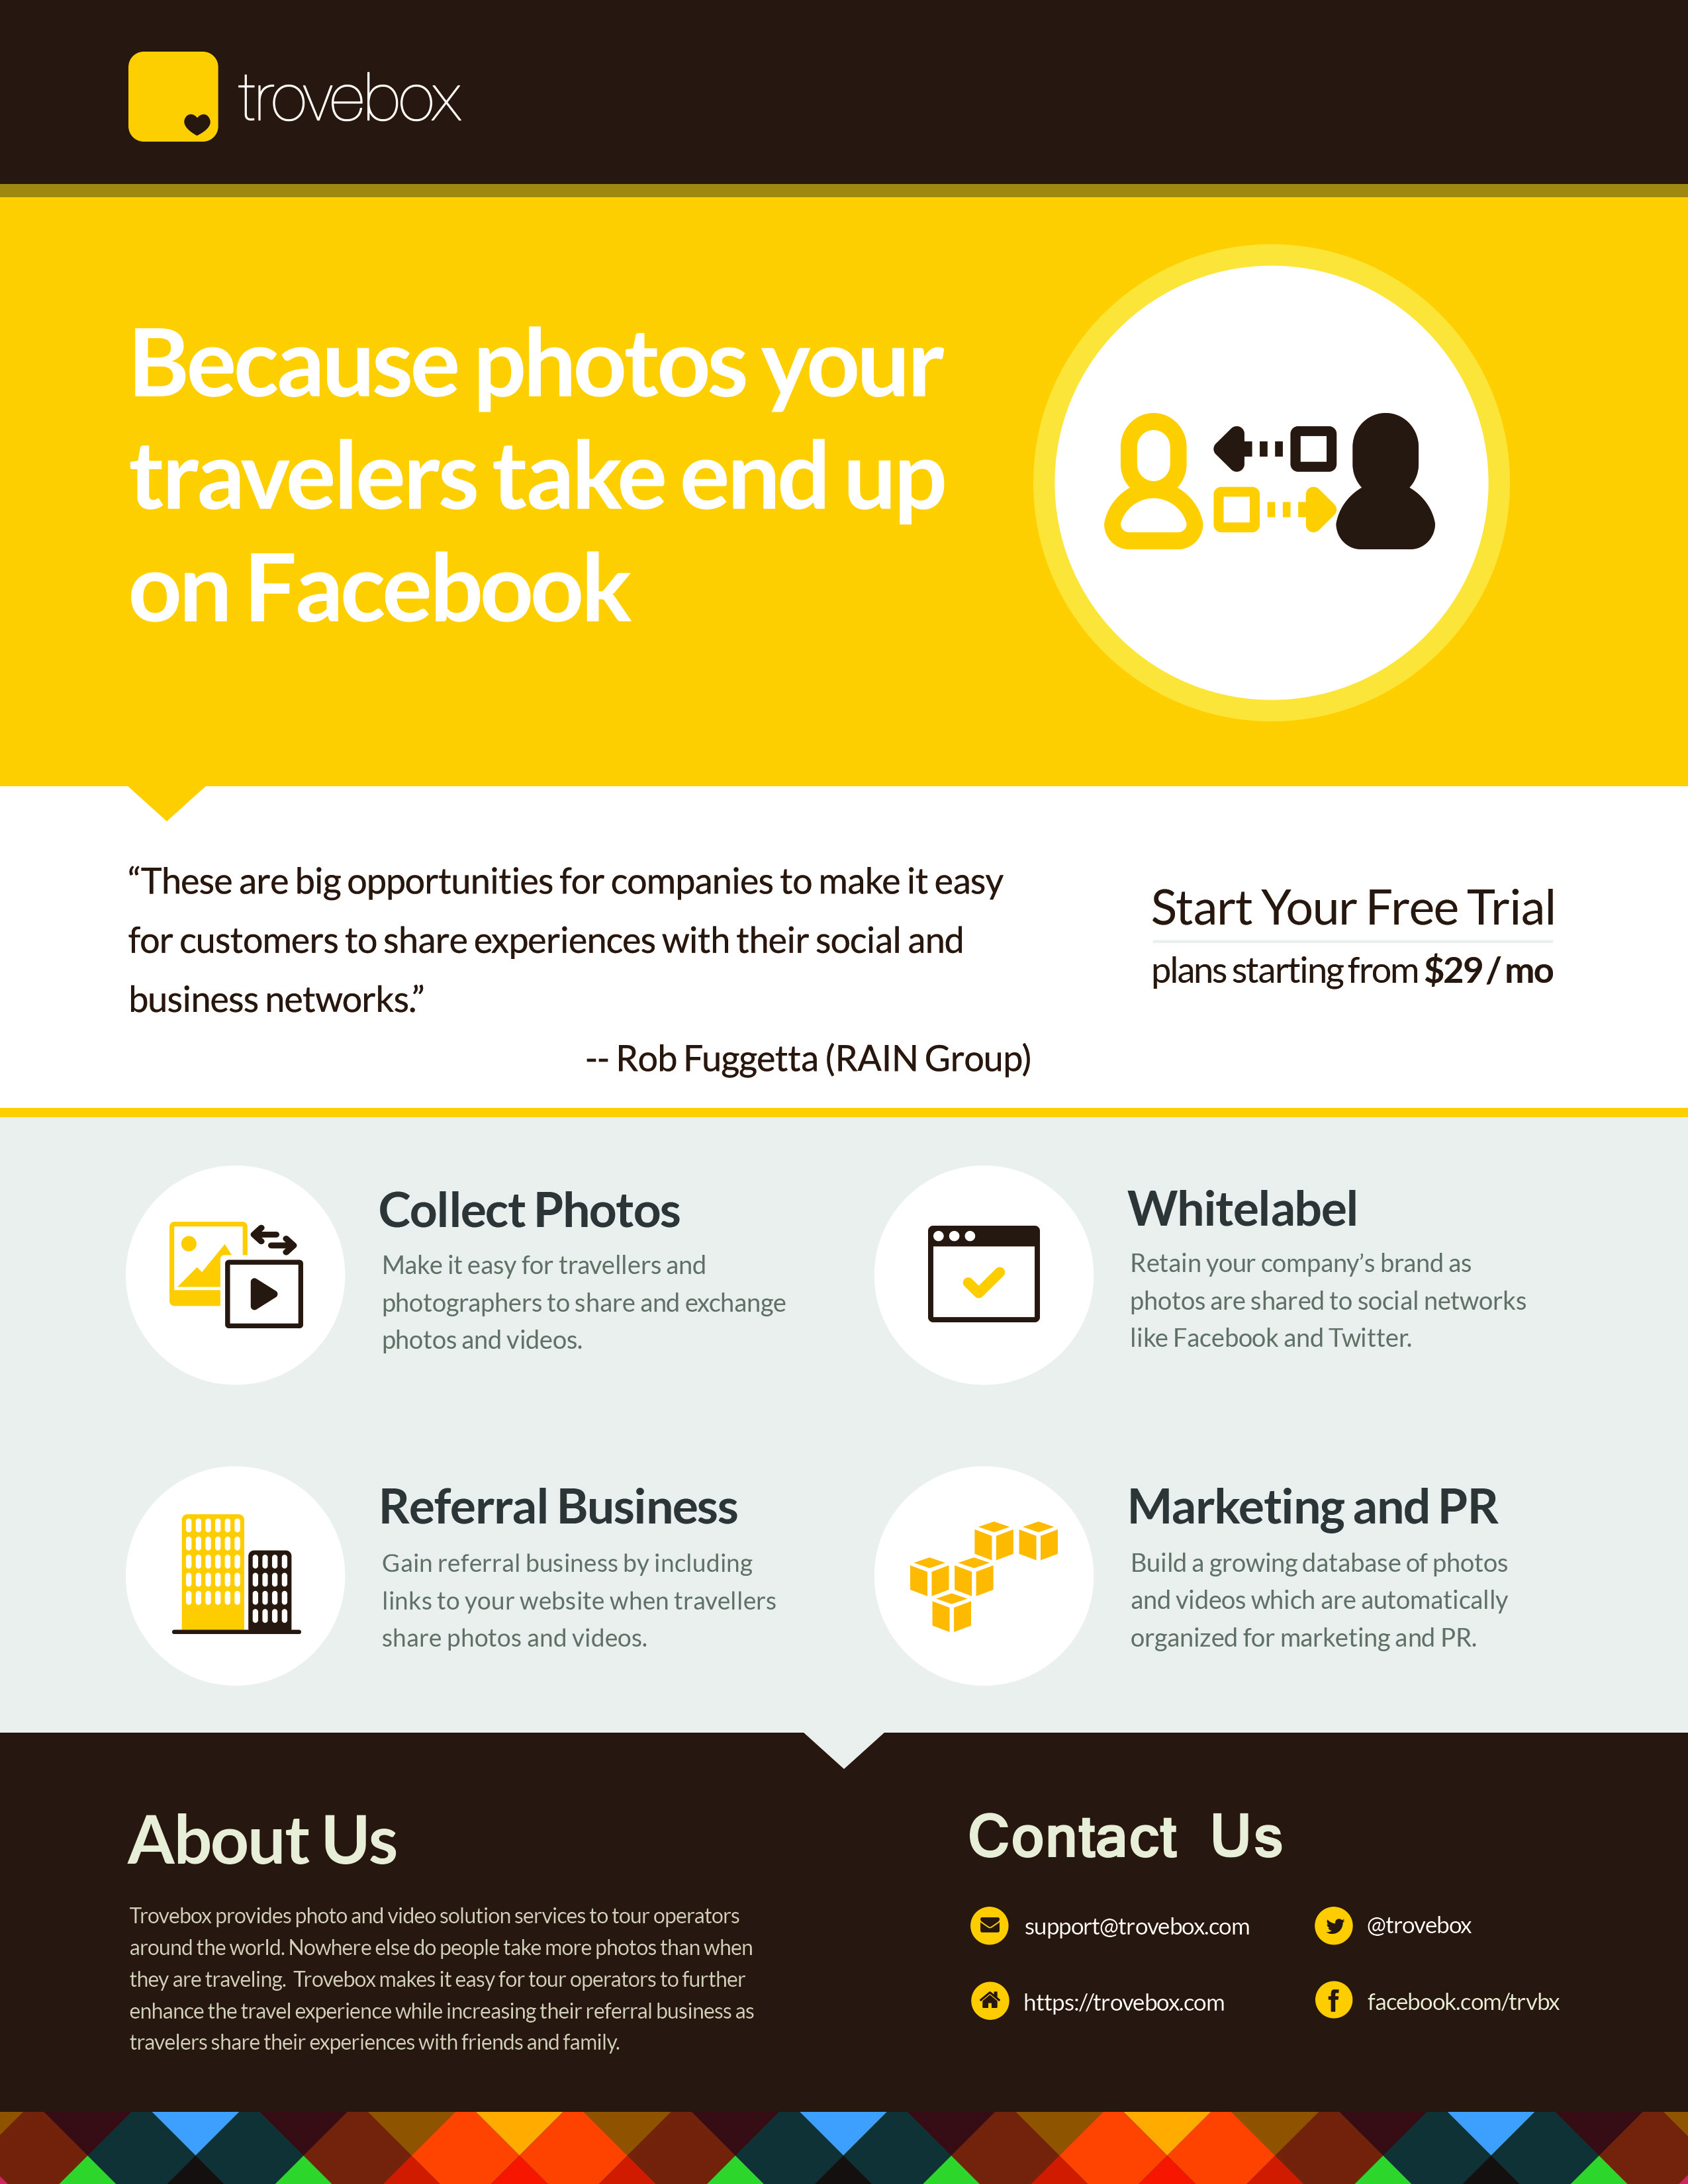 trovebox
Because photos your
travelers take end up
on Facebook
“These are big opportunities for companies to make it easy
for customers to share experiences with their social and
business networks.”
-- Rob Fuggetta (RAIN Group)
Start Your Free Trial
plans starting from $29 / mo
Collect Photos
Make it easy for travellers and
photographers to share and exchange
photos and videos.
Whitelabel
Retain your company’s brand as
photos are shared to social networks
like Facebook and Twitter.
Referral Business
Gain referral business by including
links to your website when travellers
share photos and videos.
Marketing and PR
Build a growing database of photos
and videos which are automatically
organized for marketing and PR.
About Us
Trovebox provides photo and video solution services to tour operators
around the world. Nowhere else do people take more photos than when
they are traveling.  Trovebox makes it easy for tour operators to further
enhance the travel experience while increasing their referral business as
travelers share their experiences with friends and family.
Contact Us
support@trovebox.com
@trovebox
https://trovebox.com
facebook.com/trvbx